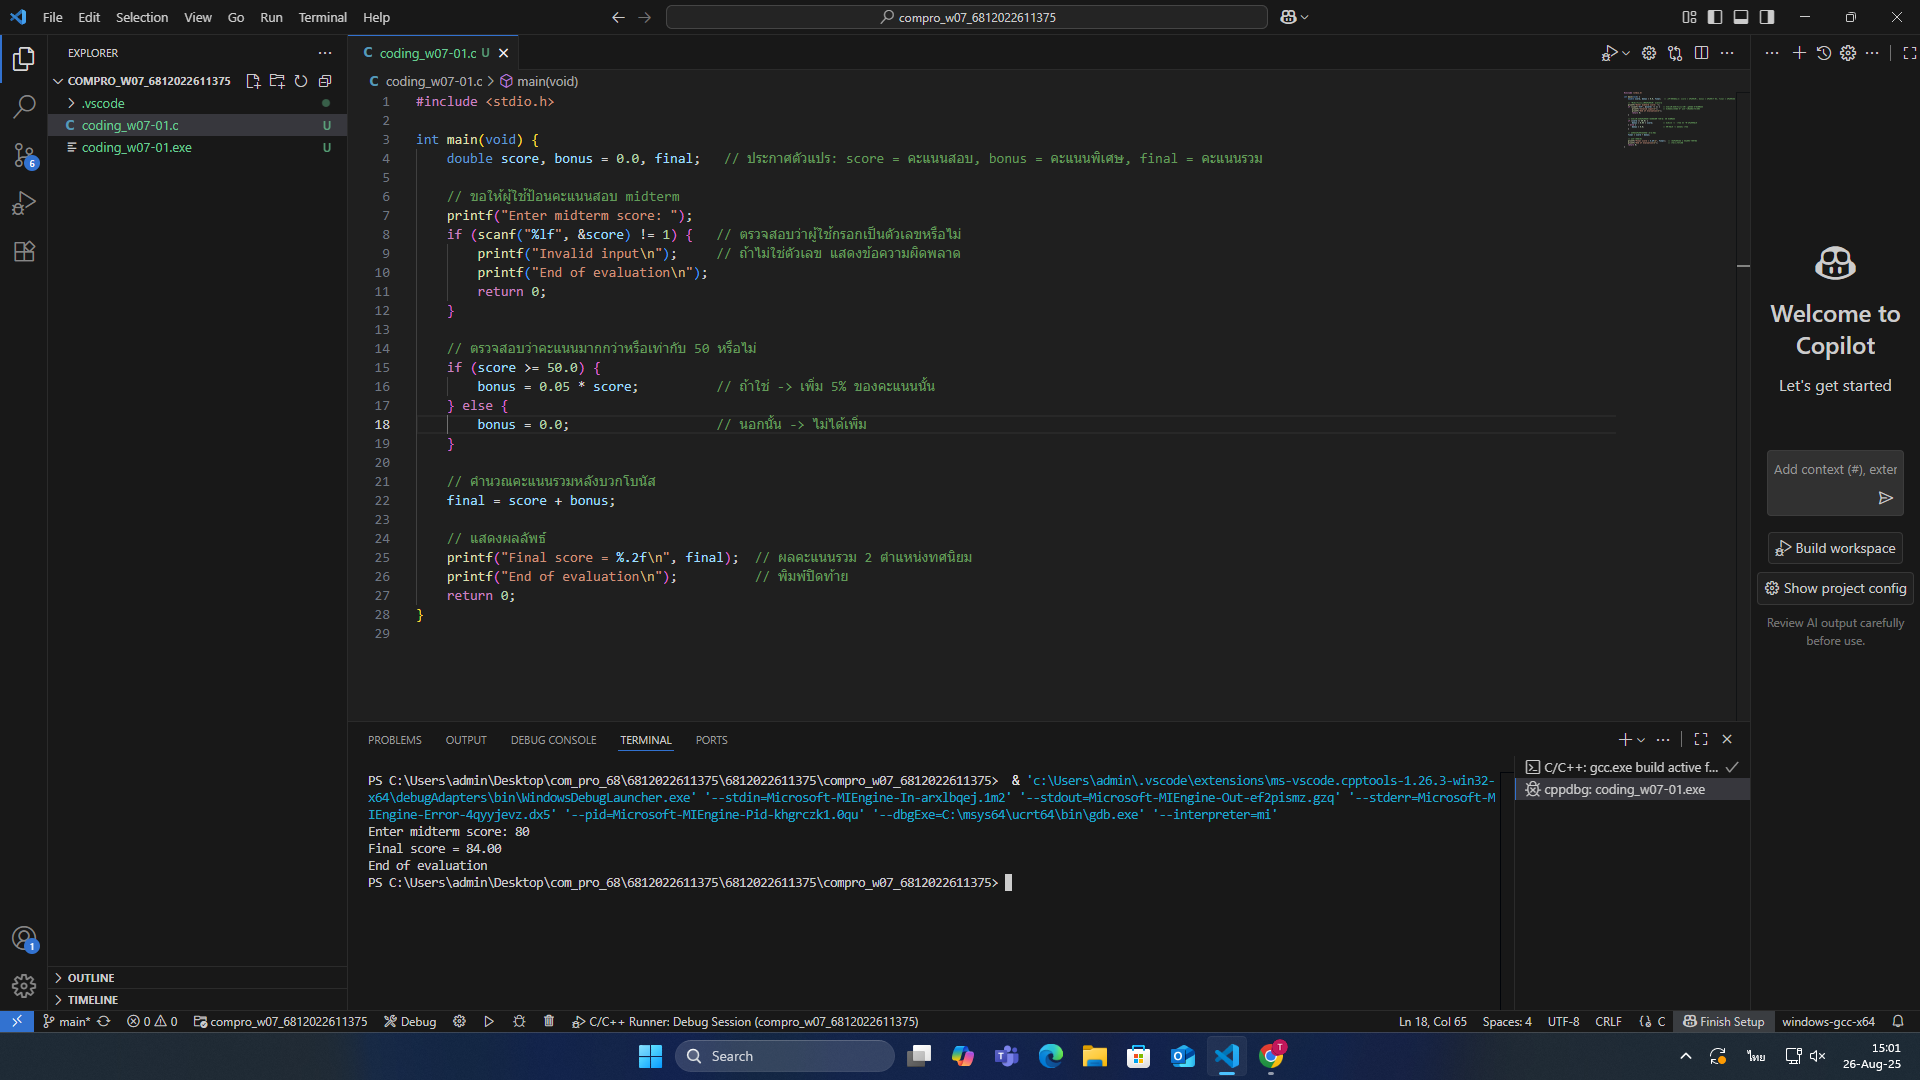 File Edit Selection View Go Run Terminal Help
compro_w07_6812022611375
EXPLORER
COMPRO_W07_6812022611375
.vscode
C coding_w07-01.c U
coding_w07-01.exe U
C coding_w07-01.c U
C coding_w07-01.c > main(void)
1 #include <stdio.h>
2
3 int main(void) {
4 double score, bonus = 0.0, final; // ประกาศตัวแปร: score = คะแนนสอบ, bonus = คะแนนพิเศษ, final = คะแนนรวม
5
6 // ขอให้ผู้ใช้ป้อนคะแนนสอบ midterm
7 printf("Enter midterm score: ");
8 if (scanf("%lf", &score) != 1) { // ตรวจสอบว่าผู้ใช้กรอกเป็นตัวเลขหรือไม่
9 printf("Invalid input\n"); // ถ้าไม่ใช่ตัวเลข แสดงข้อความผิดพลาด
10 printf("End of evaluation\n");
11 return 0;
12 }
13
14 // ตรวจสอบว่าคะแนนมากกว่าหรือเท่ากับ 50 หรือไม่
15 if (score >= 50.0) {
16 bonus = 0.05 * score; // ถ้าใช่ -> เพิ่ม 5% ของคะแนนนั้น
17 } else {
18 bonus = 0.0; // นอกนั้น -> ไม่ได้เพิ่ม
19 }
20
21 // คำนวณคะแนนรวมหลังบวกโบนัส
22 final = score + bonus;
23
24 // แสดงผลลัพธ์
25 printf("Final score = %.2f\n", final); // ผลคะแนนรวม 2 ตำแหน่งทศนิยม
26 printf("End of evaluation\n"); // พิมพ์ปิดท้าย
27 return 0;
28 }
29
Welcome to
Copilot
Let's get started
Add context (#), exter
Build workspace
Show project config
Review AI output carefully
before use.
PROBLEMS OUTPUT DEBUG CONSOLE TERMINAL PORTS
PS C:\Users\admin\Desktop\com_pro_68\6812022611375\6812022611375\compro_w07_6812022611375> & 'c:\Users\admin\.vscode\extensions\ms-vscode.cpptools-1.26.3-win32-
x64\debugAdapters\bin\WindowsDebugLauncher.exe' '--stdin=Microsoft-MIEngine-In-arxlbqej.1m2' '--stdout=Microsoft-MIEngine-Out-ef2pismz.gzq' '--stderr=Microsoft-M
IEngine-Error-4qyyjevz.dx5' '--pid=Microsoft-MIEngine-Pid-khgrczk1.0qu' '--dbgExe=C:\msys64\ucrt64\bin\gdb.exe' '--interpreter=mi'
Enter midterm score: 80
Final score = 84.00
End of evaluation
PS C:\Users\admin\Desktop\com_pro_68\6812022611375\6812022611375\compro_w07_6812022611375>
C/C++: gcc.exe build active f...
cppdbg: coding_w07-01.exe
6
1
OUTLINE
TIMELINE
main* 0 0 compro_w07_6812022611375 Debug C/C++ Runner: Debug Session (compro_w07_6812022611375)
Ln 18, Col 65 Spaces: 4 UTF-8 CRLF {} C Finish Setup windows-gcc-x64
Search
T
ไทย
15:01
26-Aug-25